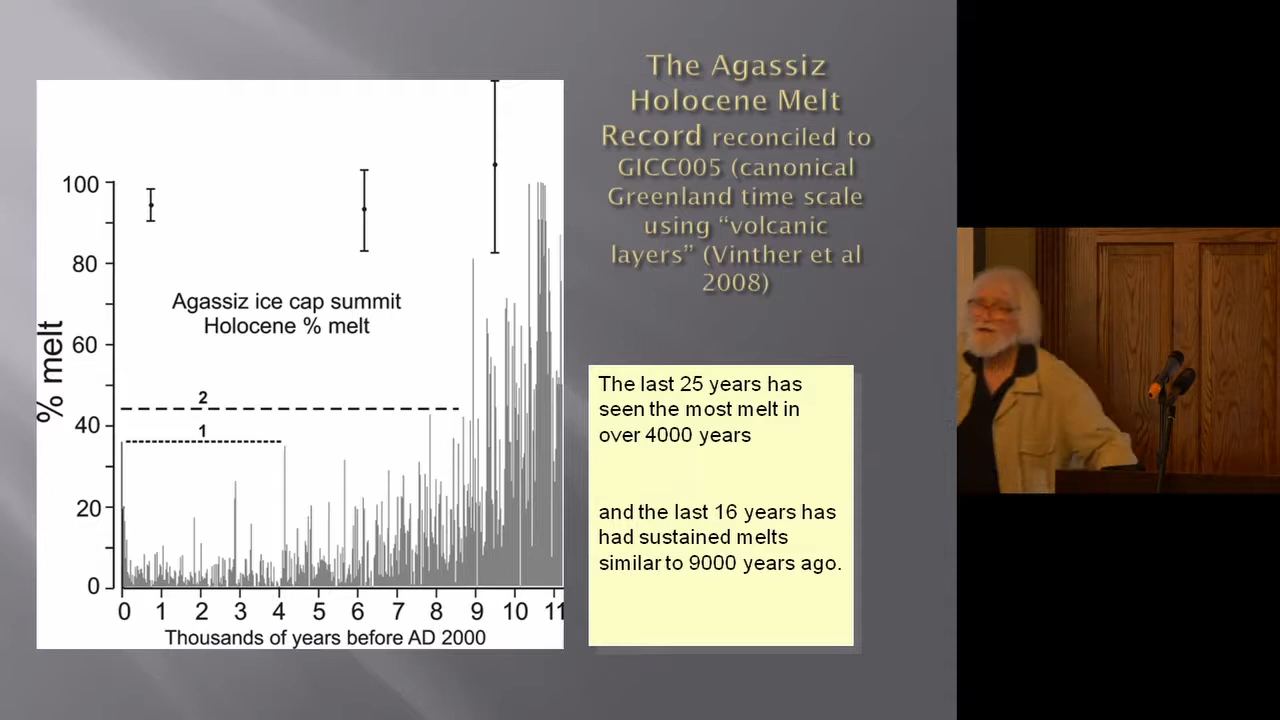 The Agassiz
Holocene Melt
Record reconciled to
GICC005 (canonical
Greenland time scale
using “volcanic
layers” (Vinther et al
2008)
% melt
100
80
60
40
20
0
Agassiz ice cap summit
Holocene % melt
2
1
0 1 2 3 4 5 6 7 8 9 10 11
Thousands of years before AD 2000
The last 25 years has
seen the most melt in
over 4000 years
and the last 16 years has
had sustained melts
similar to 9000 years ago.